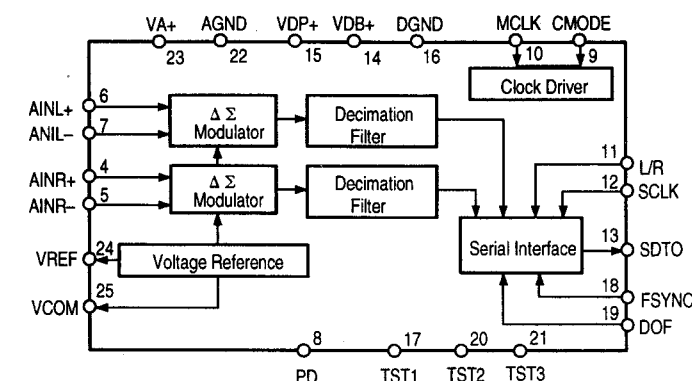 VA+ AGND VDP+ VDB+ DGND MCLK CMODE
23 22 15 14 16 10 9
Clock Driver
AINL+ 6
ANIL– 7
Δ Σ
Modulator
Decimation
Filter
AINR+ 4
AINR– 5
Δ Σ
Modulator
Decimation
Filter
11 L/R
12 SCLK
Serial Interface
13 SDTO
VREF 24
Voltage Reference
VCOM 25
18 FSYNC
19 DOF
8 17 20 21
PD TST1 TST2 TST3